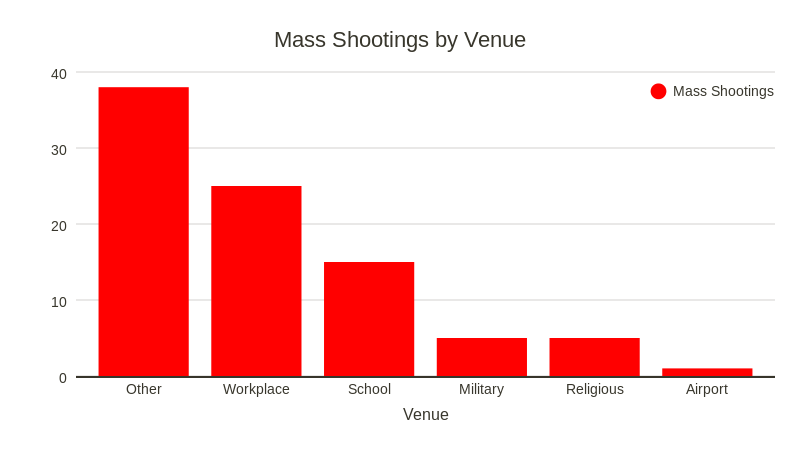 Mass Shootings by Venue
40
Mass Shootings
30
20
10
0
Other Workplace School Military Religious Airport
Venue